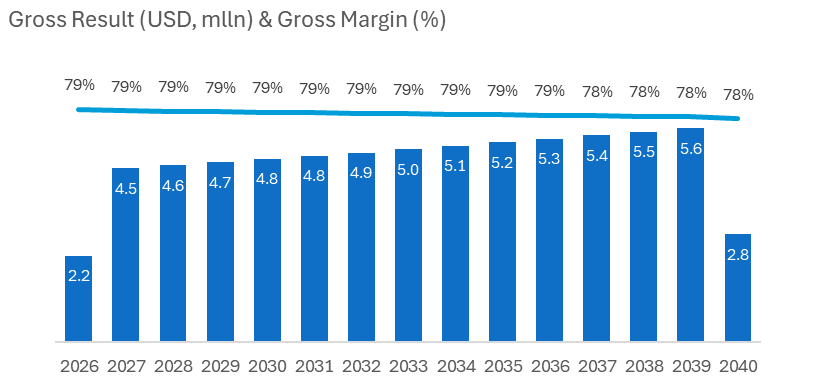 Gross Result (USD, mlln) & Gross Margin (%)
79% 79% 79% 79% 79% 79% 79% 79% 79% 79% 79% 78% 78% 78% 78%
2.2 4.5 4.6 4.7 4.8 4.8 4.9 5.0 5.1 5.2 5.3 5.4 5.5 5.6 2.8
2026 2027 2028 2029 2030 2031 2032 2033 2034 2035 2036 2037 2038 2039 2040